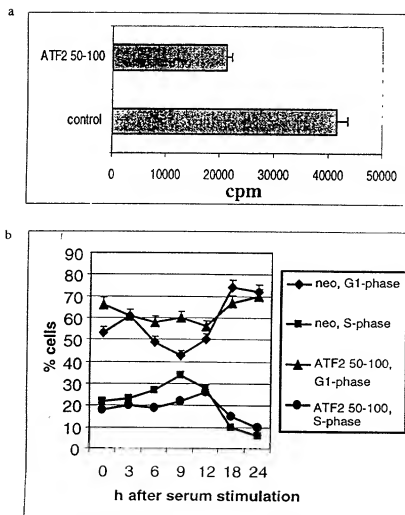 a
ATF2 50-100
control
0 10000 20000 30000 40000 50000
cpm
b
90
80
70
60
50
40
30
20
10
0
% cells
0 3 6 9 12 18 24
h after serum stimulation
neo, G1-phase
neo, S-phase
ATF2 50-100,
G1-phase
ATF2 50-100,
S-phase